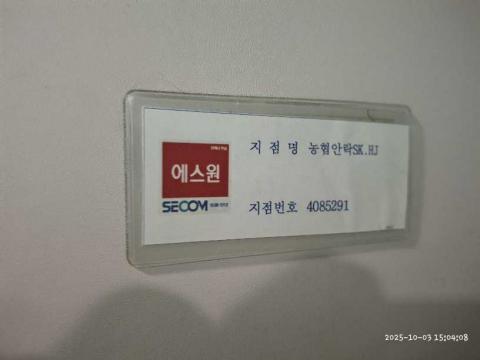 지 점 명 농협안락SK.HJ
에스원
SECOM
지점번호 4085291
2025-10-03 15:04:08